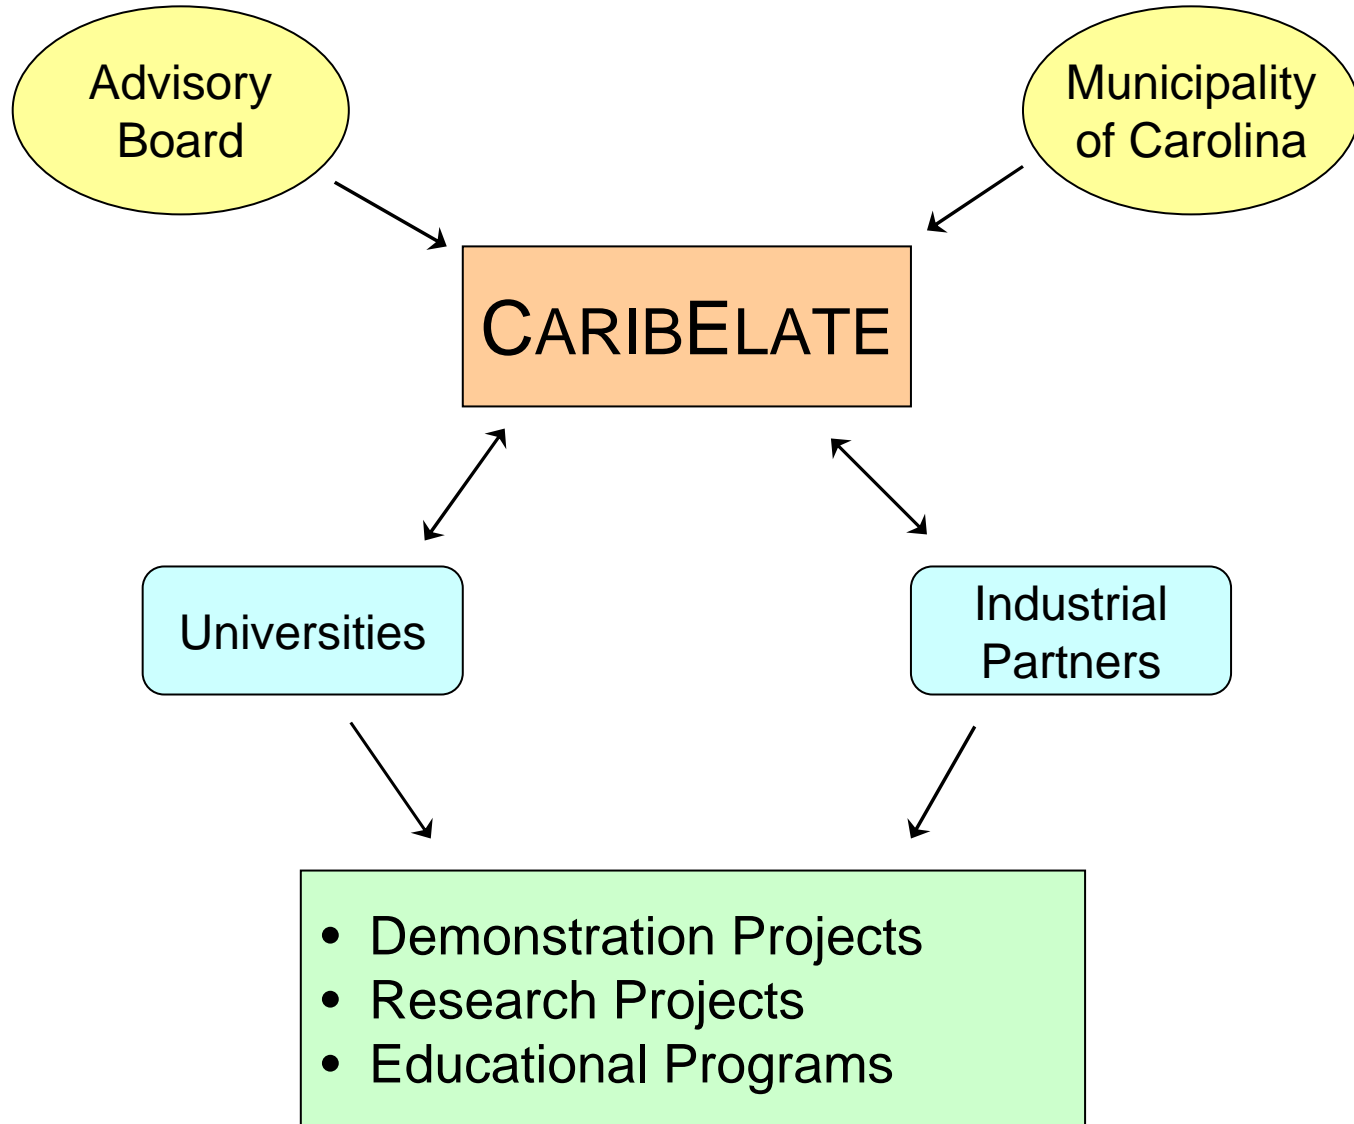 Advisory
Board
Municipality
of Carolina
CARIBELATE
Universities
Industrial
Partners
• Demonstration Projects
• Research Projects
• Educational Programs